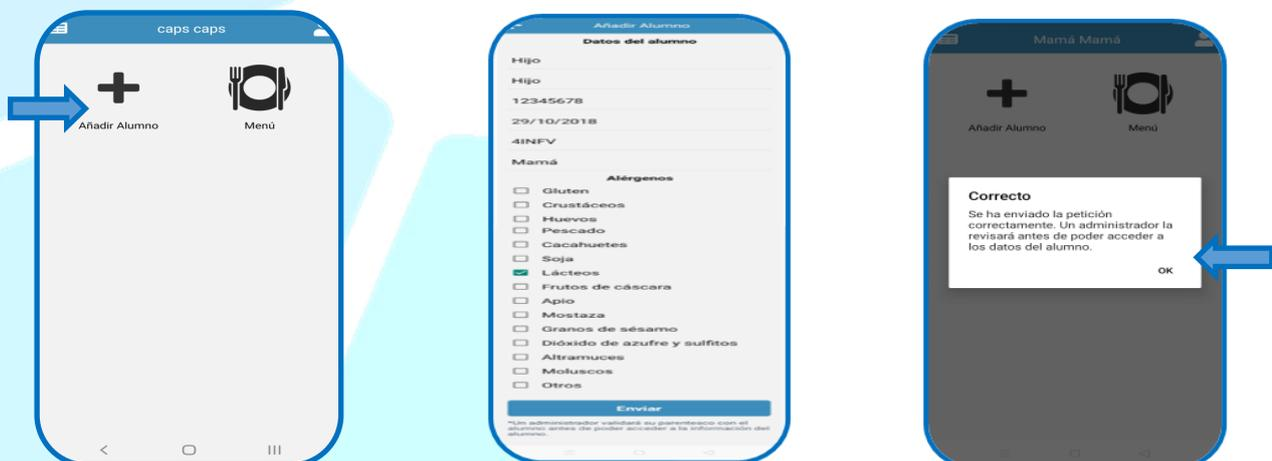 caps caps
Añadir Alumno
Menú
Añadir Alumno
Datos del alumno
Hijo
Hijo
12345678
29/10/2018
4INFV
Mamá
Alérgenos
Gluten
Crustáceos
Huevos
Pescado
Cacahuetes
Soja
Lácteos
Frutos de cáscara
Apio
Mostaza
Granos de sésamo
Dióxido de azufre y sulfitos
Altramuces
Moluscos
Otros
Enviar
*Un administrador validará su parentesco con el
alumno antes de poder acceder a la información del
alumno.
Mamá Mamá
Añadir Alumno
Menú
Correcto
Se ha enviado la petición
correctamente. Un administrador la
revisará antes de poder acceder a
los datos del alumno.
OK